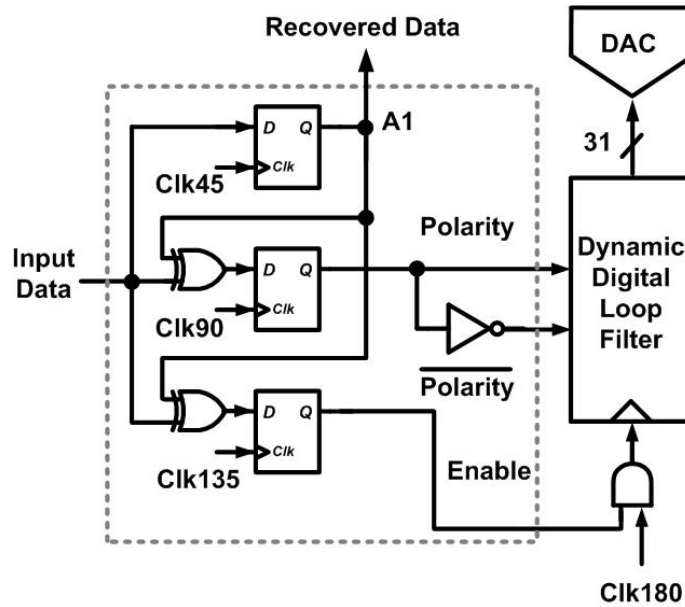 Recovered Data
DAC
31
A1
D Q
Clk
Clk45
Polarity
Input
Data
D Q
Clk
Clk90
Dynamic
Digital
Loop
Filter
Polarity
D Q
Clk
Clk135
Enable
Clk180